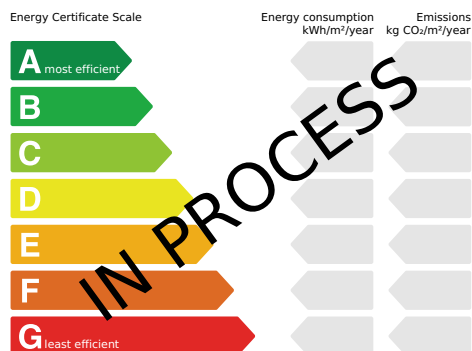 Energy Certificate Scale
Energy consumption
kWh/m²/year
Emissions
kg CO₂/m²/year
A most efficient
B
C
D
E
F
G least efficient
IN PROCESS